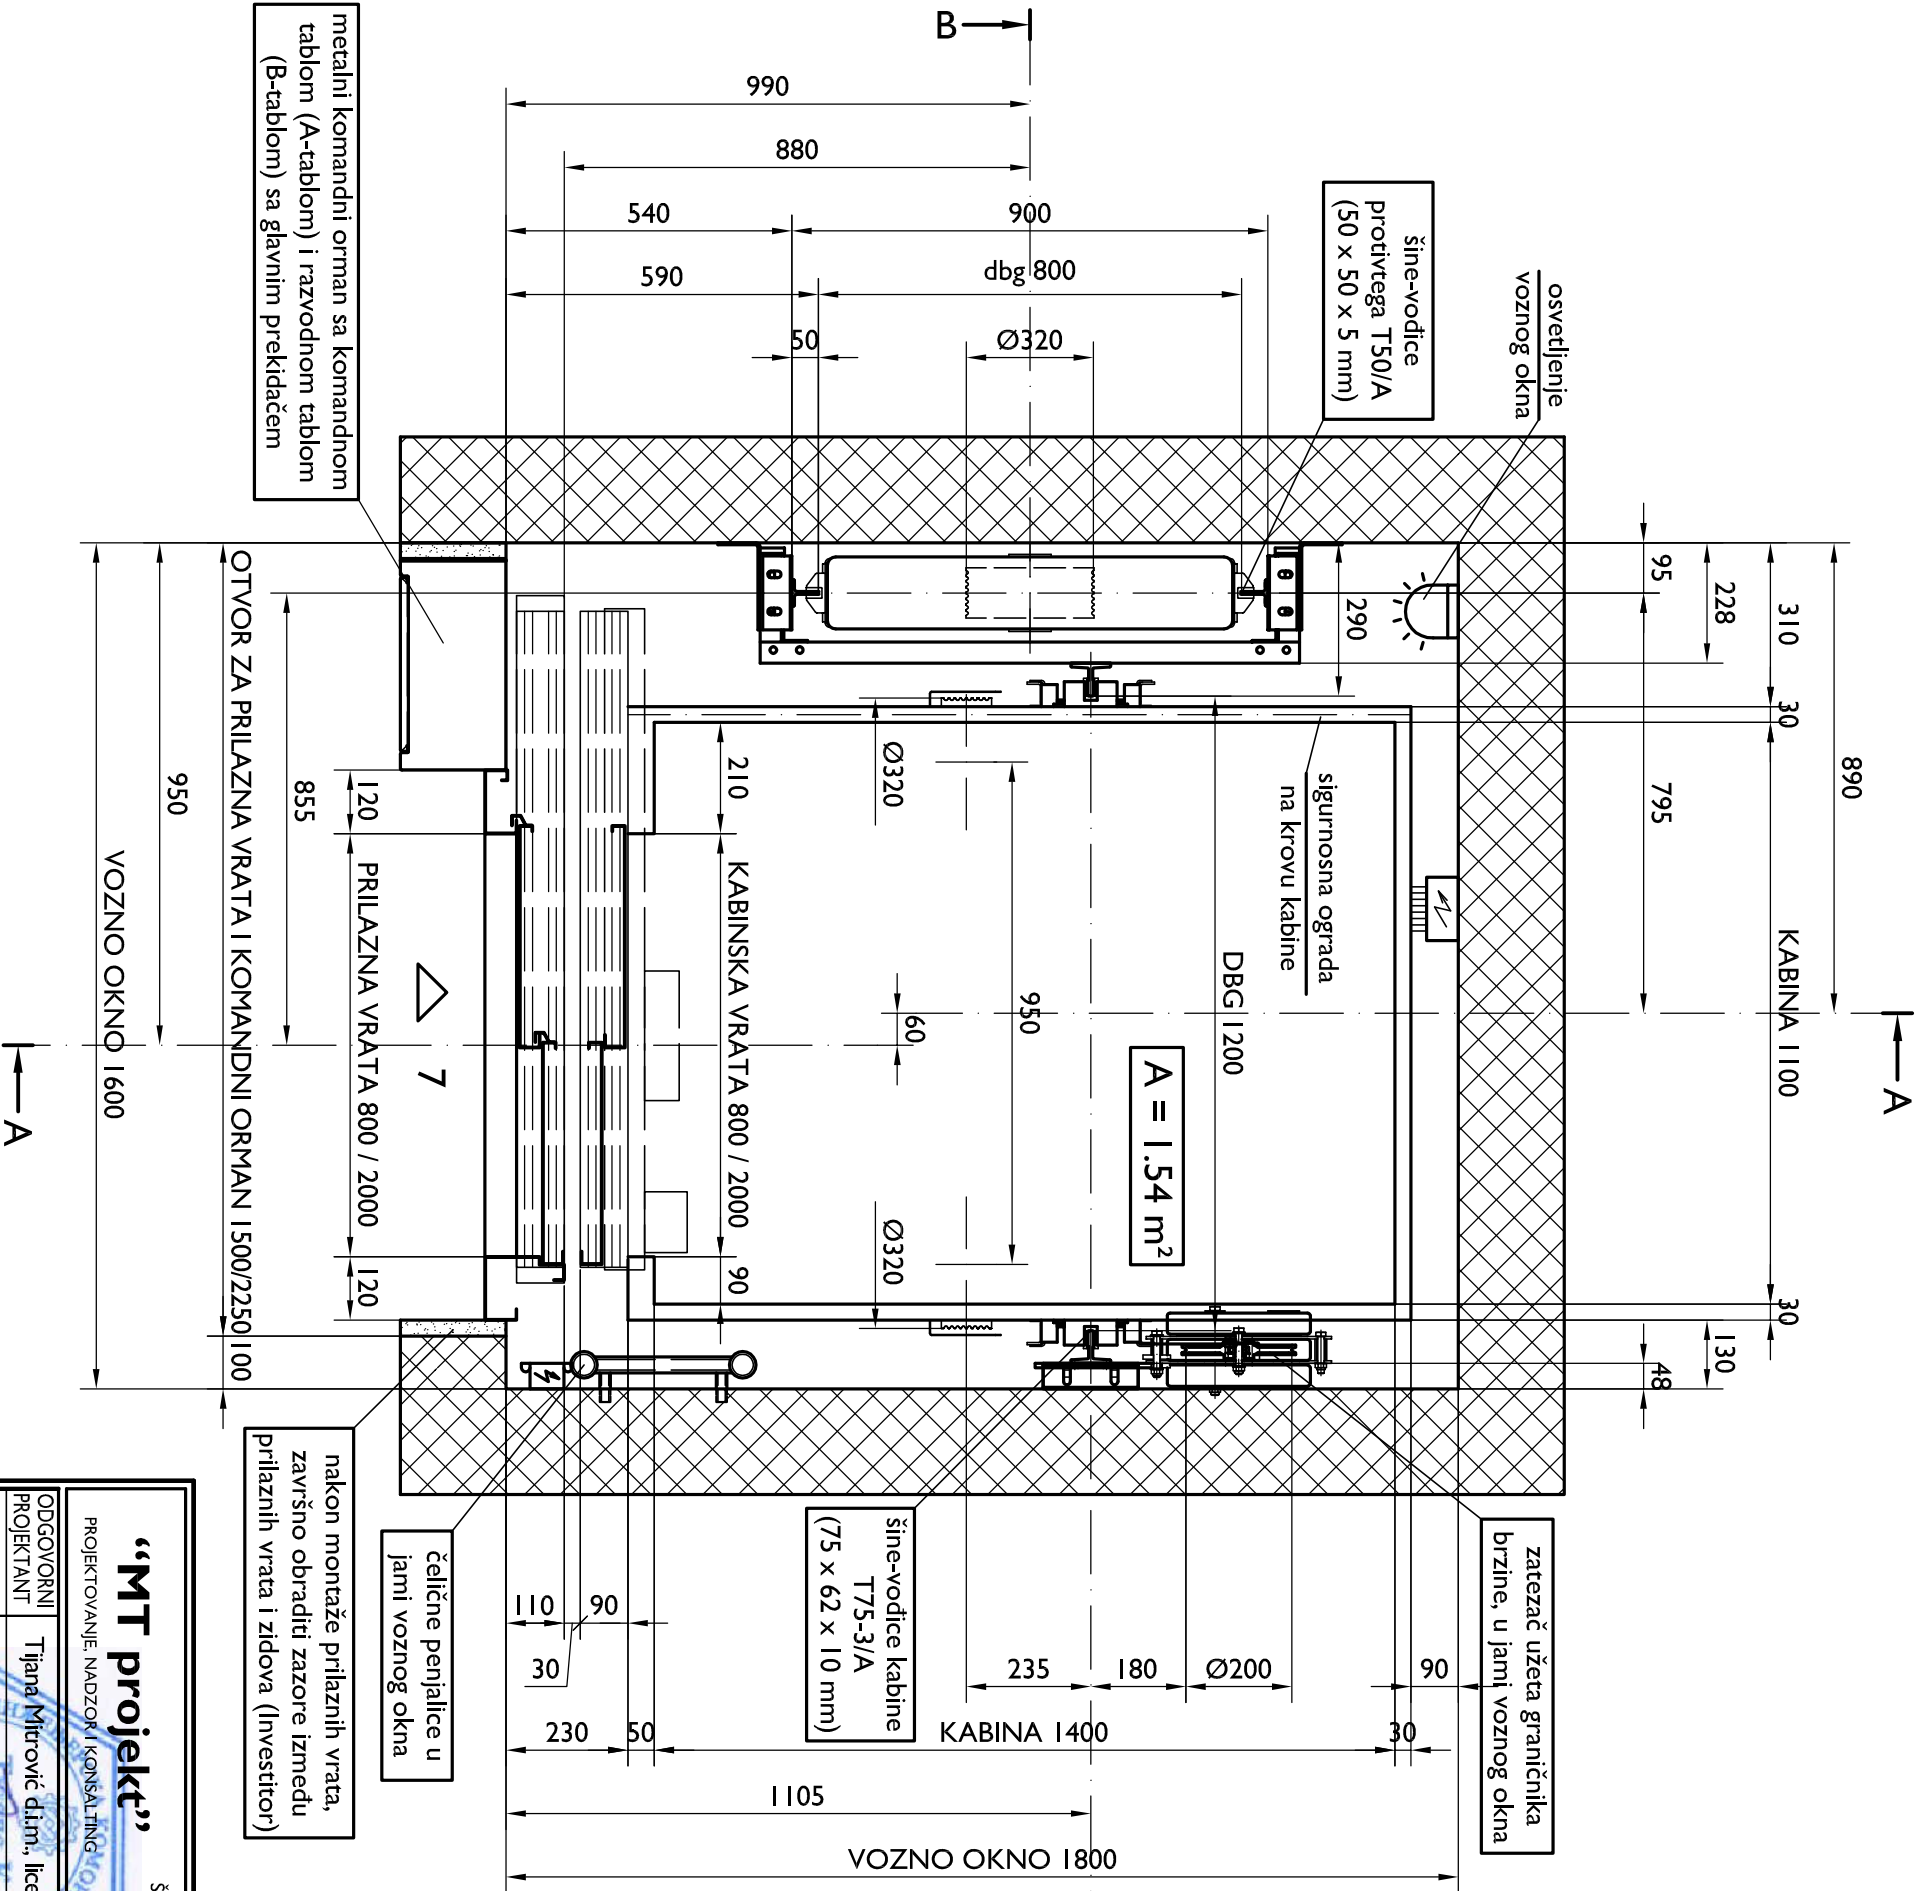 B
990
880
540
900
590
dbg 800
50
Ø320
metalni komandni orman sa komandnom
tablom (A-tablom) i razvodnom tablom
(B-tablom) sa glavnim prekidačem
šine-vođice
protivtega T50/A
(50 x 50 x 5 mm)
osvetljenje
voznog okna
95
228
310
290
30
890
795
KABINA 1100
A
sigurnosna ograda
na krovu kabine
DBG 1200
A = 1.54 m²
950
60
Ø320
Ø320
210
KABINSKA VRATA 800 / 2000
90
120
PRILAZNA VRATA 800 / 2000
120
7
855
OTVOR ZA PRILAZNA VRATA I KOMANDNI ORMAN 1500/2250
100
950
VOZNO OKNO 1600
A
30
130
48
zatezač užeta graničnika
brzine, u jami voznog okna
šine-vođice kabine
T75-3/A
(75 x 62 x 10 mm)
čelične penjalice u
jami voznog okna
nakon montaže prilaznih vrata,
završno obraditi zazore između
prilaznih vrata i zidova (Investitor)
110
90
30
235
180
Ø200
90
230
50
KABINA 1400
30
1105
VOZNO OKNO 1800
“MT projekt”
PROJEKTOVANJE, NADZOR I KONSALTING
ODGOVORNI
PROJEKTANT
Tijana Mitrović d.i.m., lice